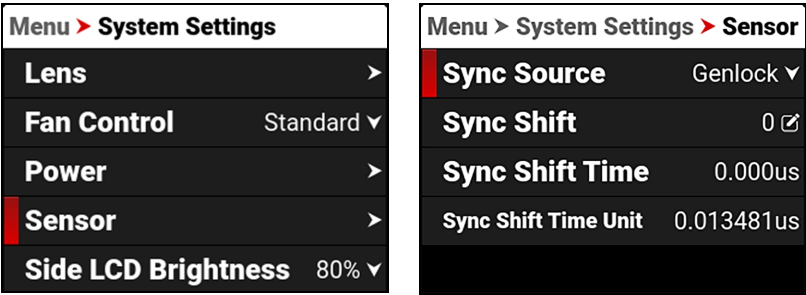 Menu ➤ System Settings
Lens
Fan Control Standard
Power
Sensor
Side LCD Brightness 80%
Menu ➤ System Settings ➤ Sensor
Sync Source Genlock
Sync Shift 0
Sync Shift Time 0.000us
Sync Shift Time Unit 0.013481us